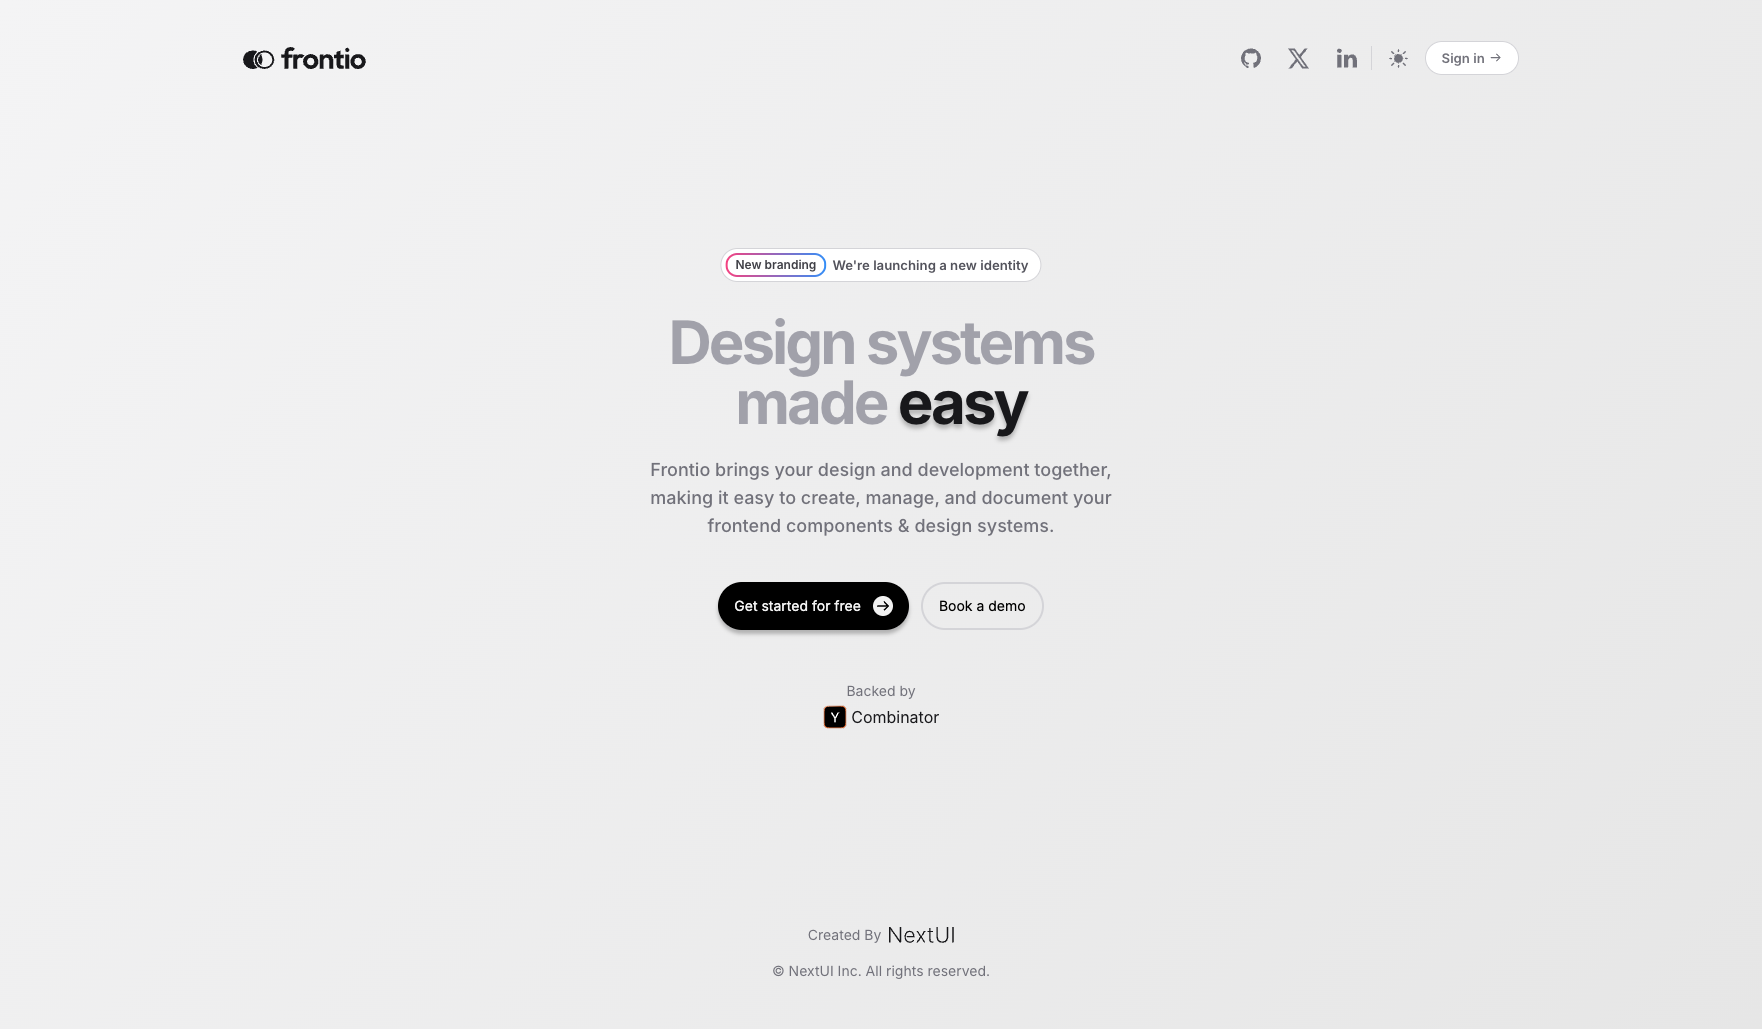 frontio
Sign in →
New branding We're launching a new identity
Design systems
made easy
Frontio brings your design and development together,
making it easy to create, manage, and document your
frontend components & design systems.
Get started for free
Book a demo
Backed by
Y Combinator
Created By NextUI
© NextUI Inc. All rights reserved.